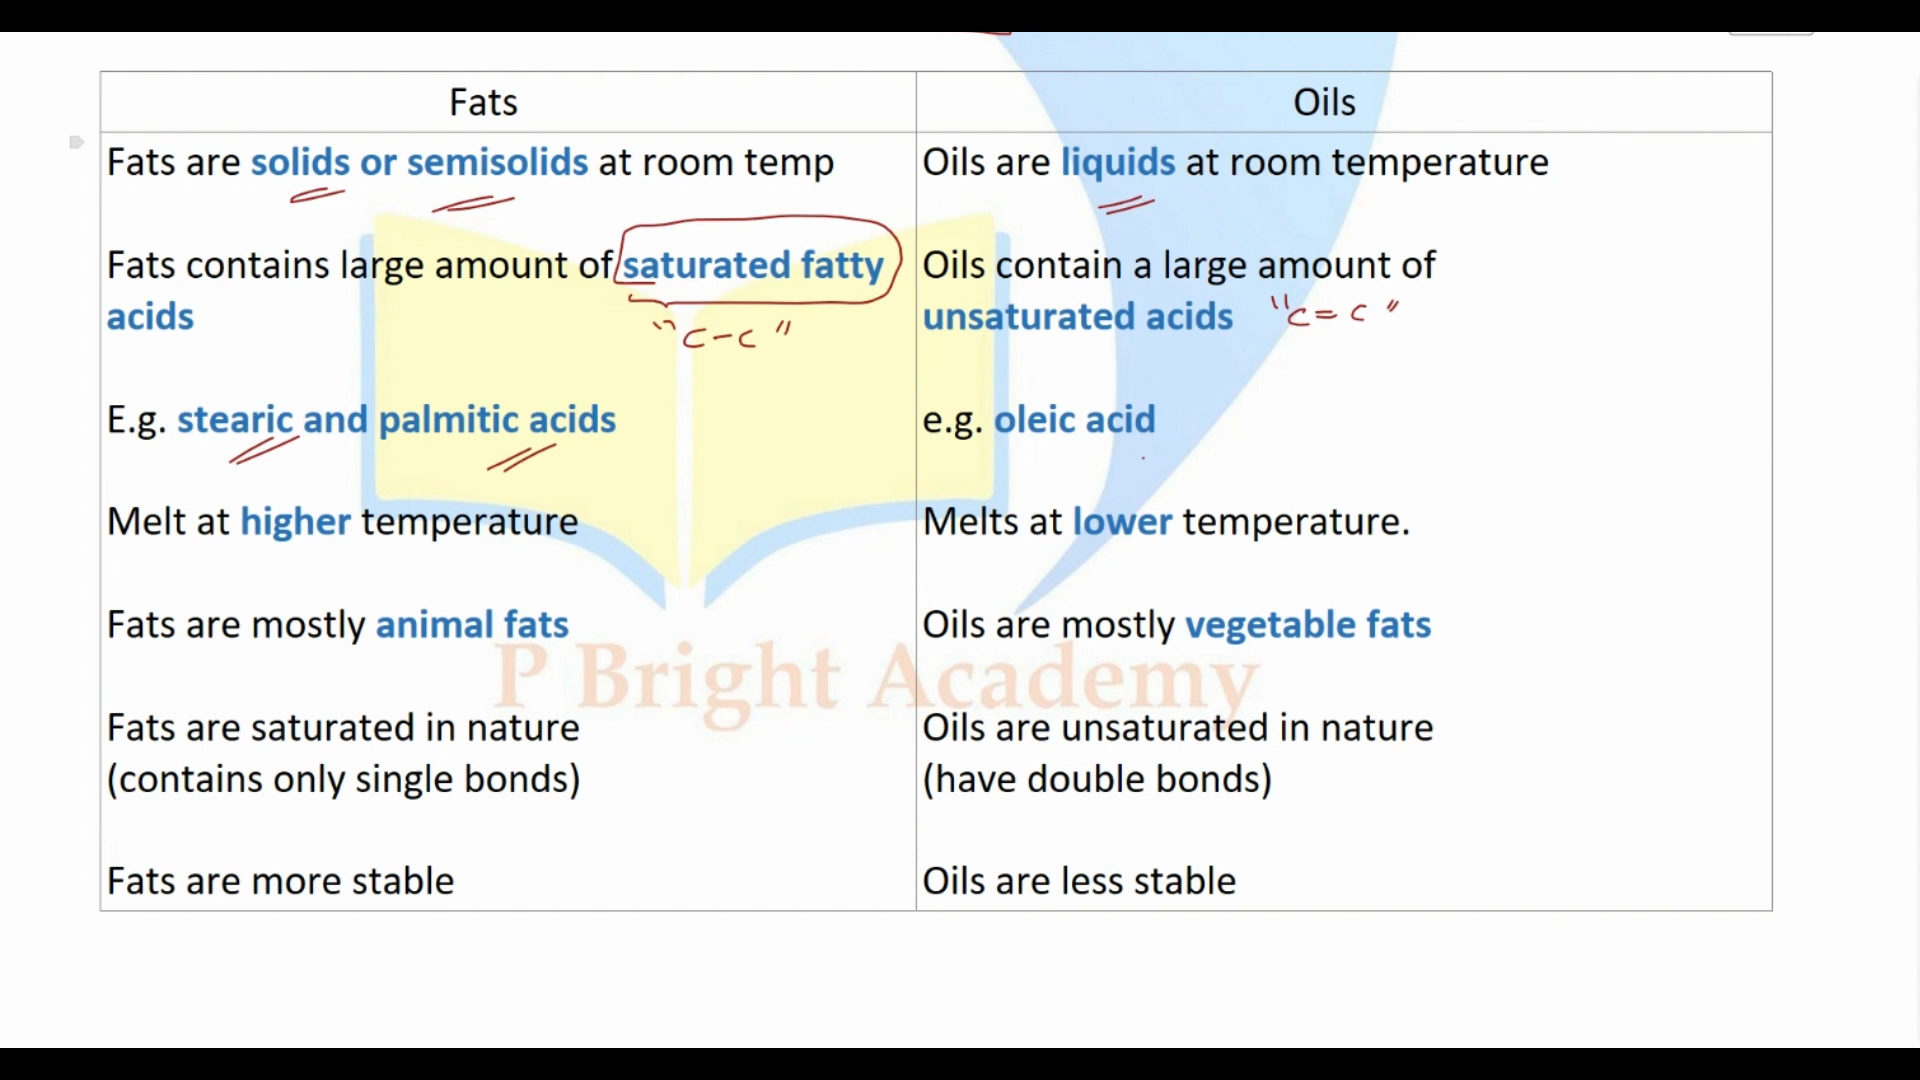 Fats
Oils
Fats are solids or semisolids at room temp
Oils are liquids at room temperature
Fats contains large amount of saturated fatty
acids
"c-c"
Oils contain a large amount of
unsaturated acids "c=c"
E.g. stearic and palmitic acids
e.g. oleic acid
Melt at higher temperature
Melts at lower temperature.
Fats are mostly animal fats
Oils are mostly vegetable fats
P Bright Academy
Fats are saturated in nature
(contains only single bonds)
Oils are unsaturated in nature
(have double bonds)
Fats are more stable
Oils are less stable